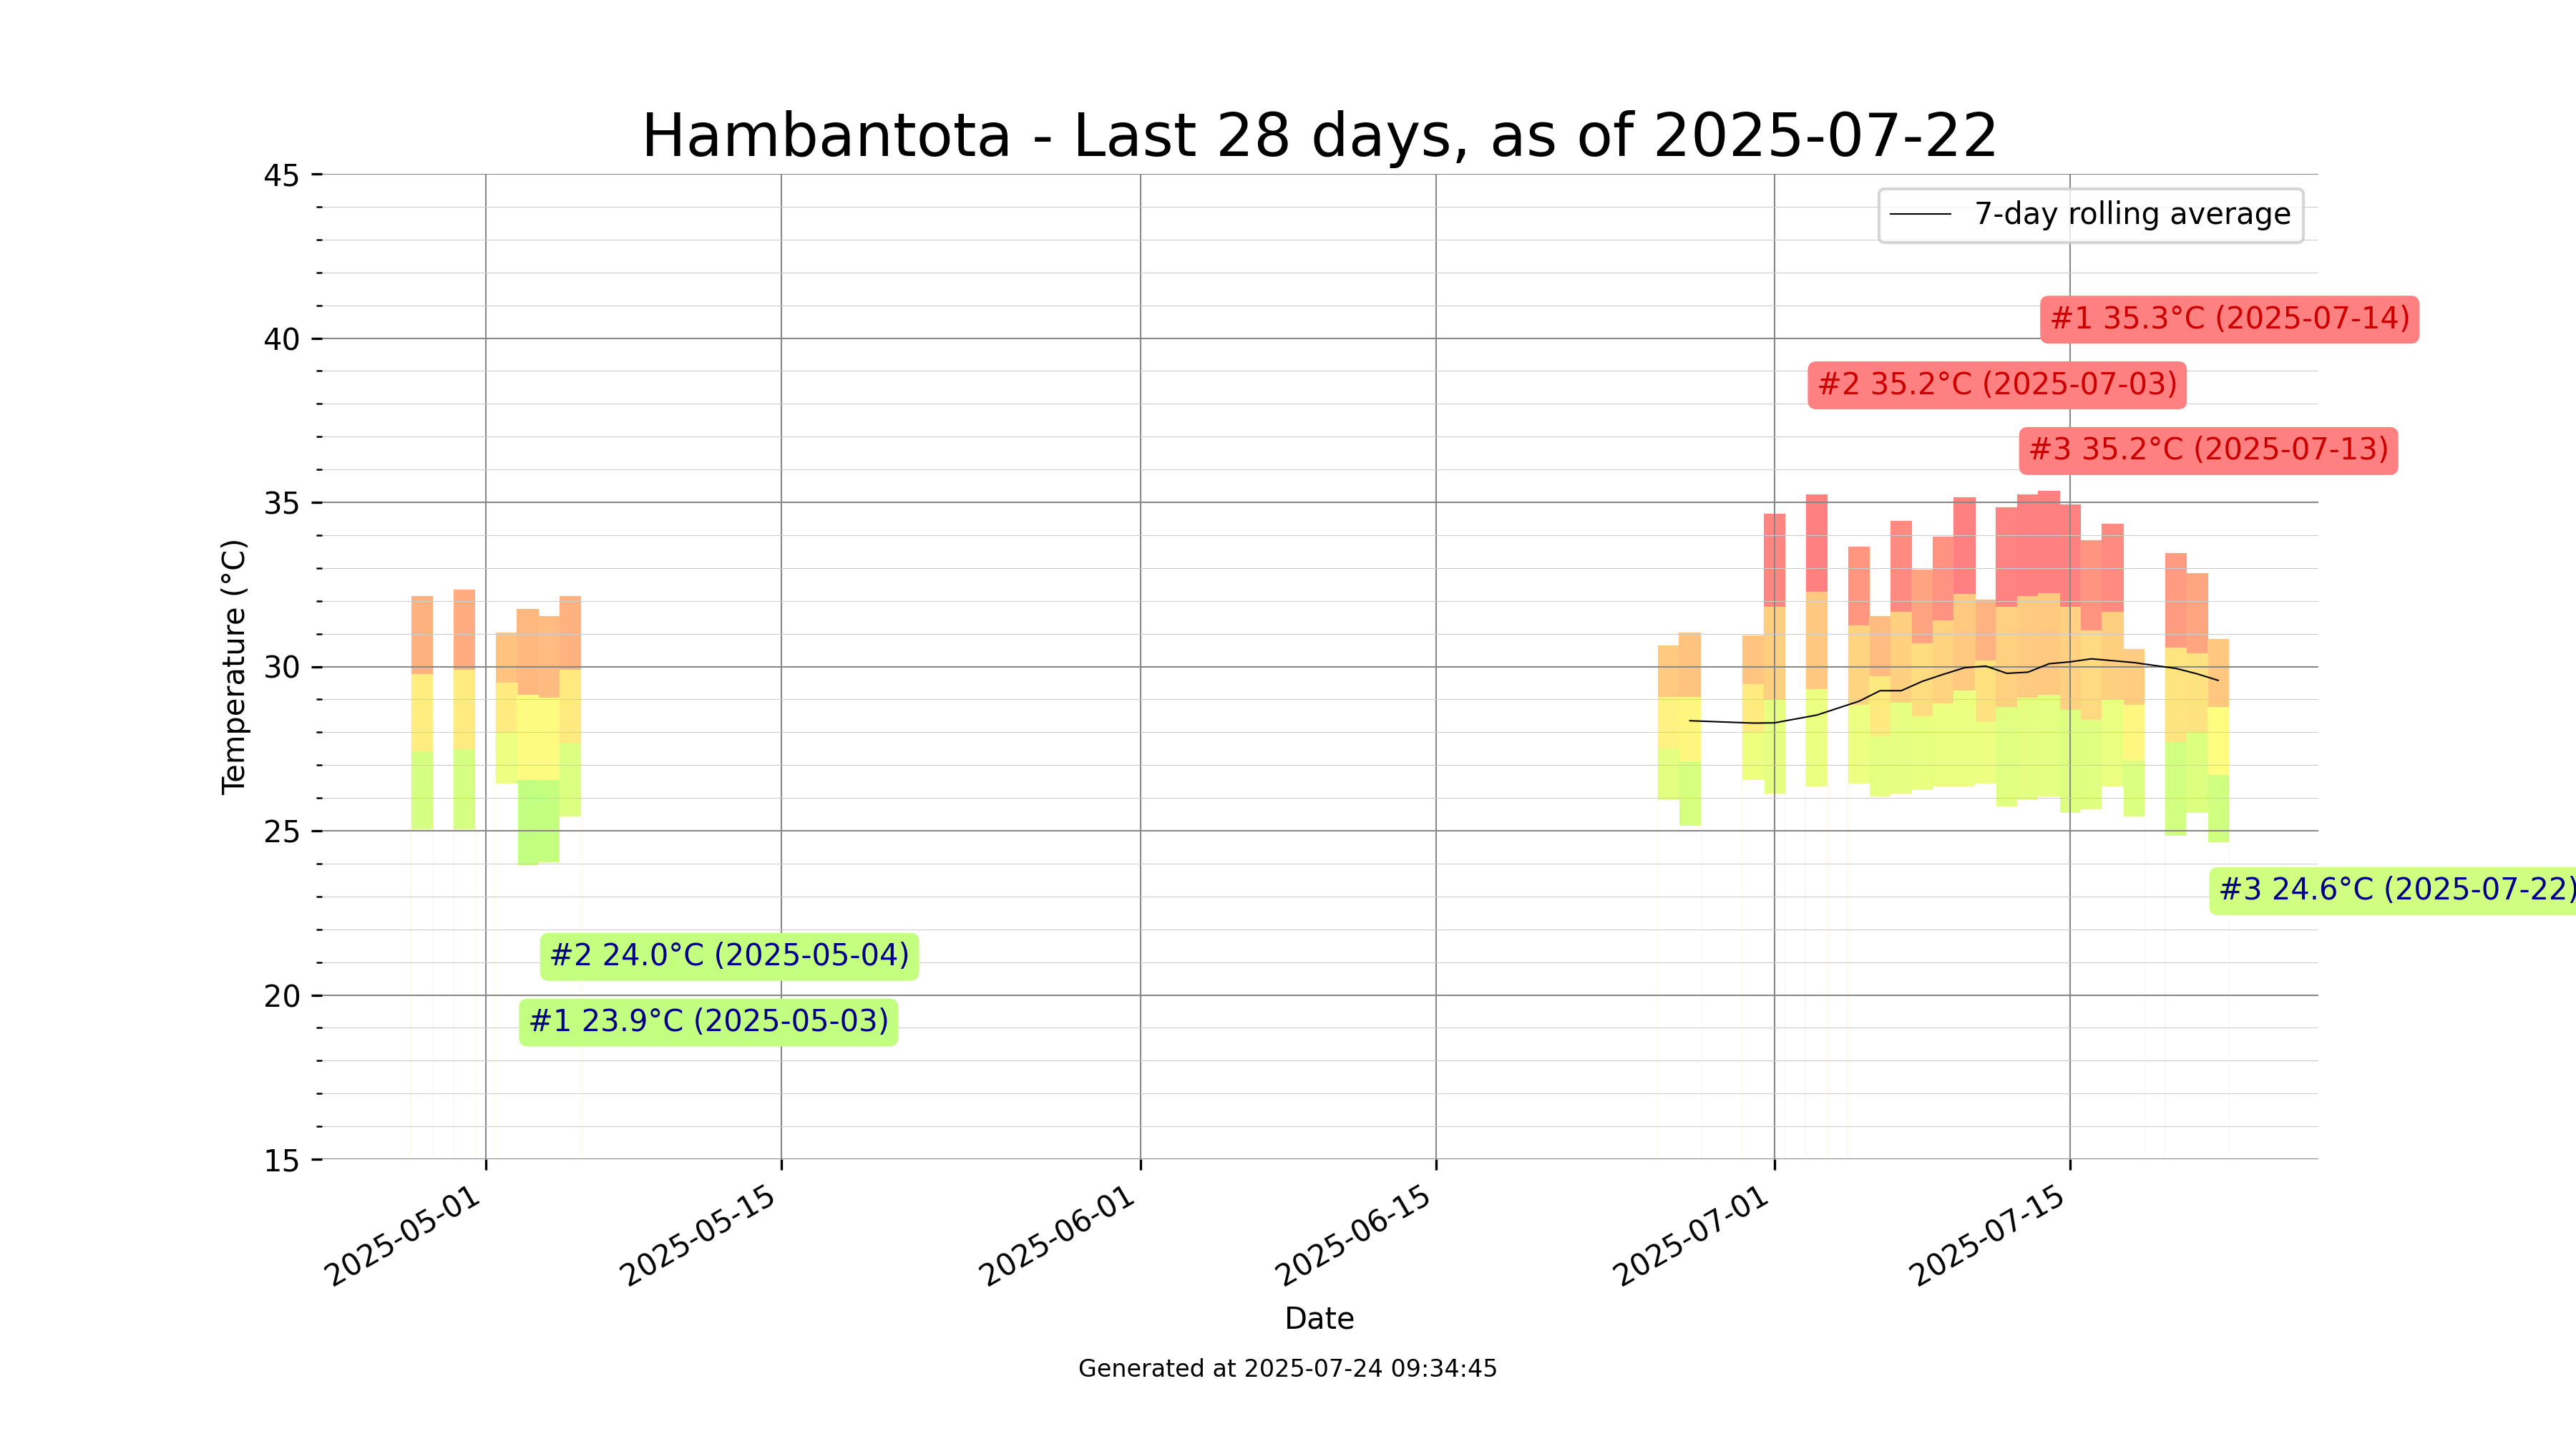 Hambantota - Last 28 days, as of 2025-07-22
45
7-day rolling average
#1 35.3°C (2025-07-14)
40
#2 35.2°C (2025-07-03)
#3 35.2°C (2025-07-13)
35
30
Temperature (°C)
25
#3 24.6°C (2025-07-22)
#2 24.0°C (2025-05-04)
20
#1 23.9°C (2025-05-03)
15
2025-05-01
2025-05-15
2025-06-01
2025-06-15
2025-07-01
2025-07-15
Date
Generated at 2025-07-24 09:34:45